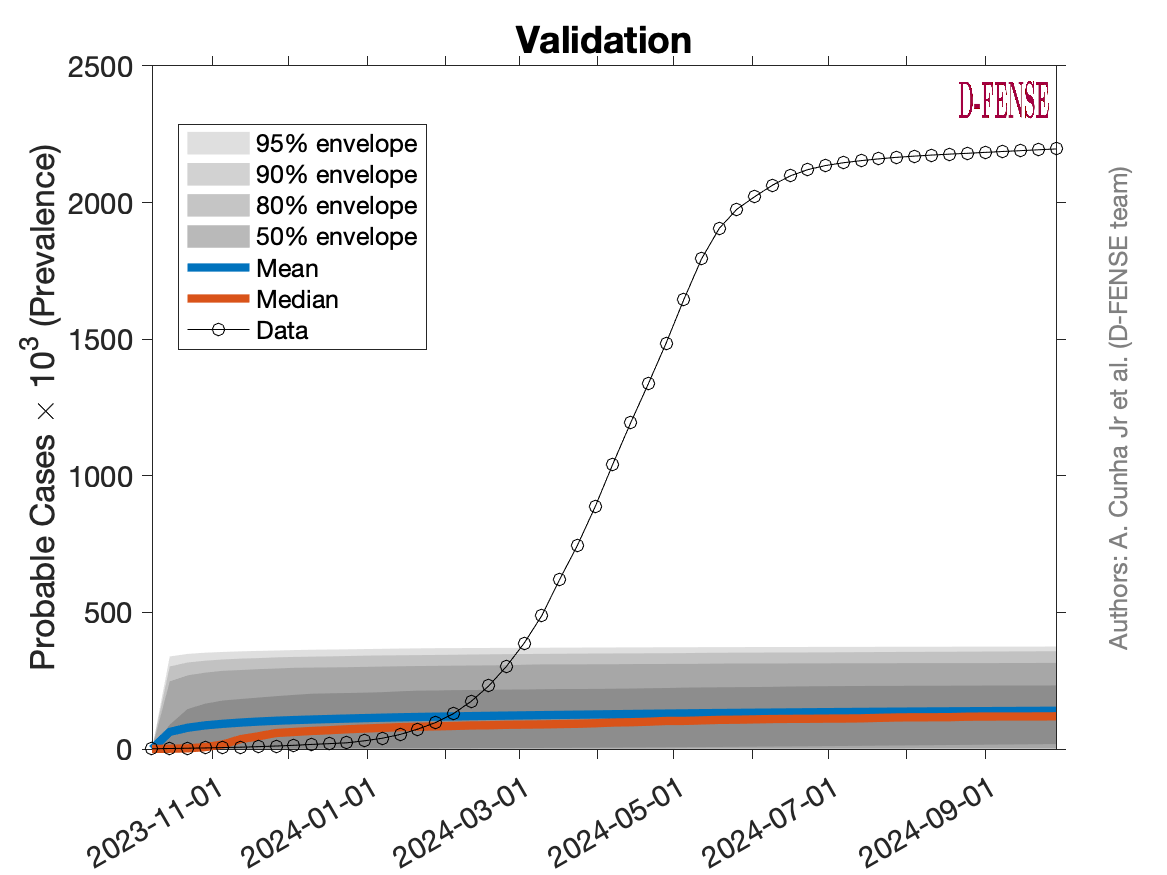 Validation
D-FENSE
95% envelope
90% envelope
80% envelope
50% envelope
Mean
Median
Data
2500
2000
1500
1000
500
0
Probable Cases × 10³ (Prevalence)
2023-11-01
2024-01-01
2024-03-01
2024-05-01
2024-07-01
2024-09-01
Authors: A. Cunha Jr et al. (D-FENSE team)